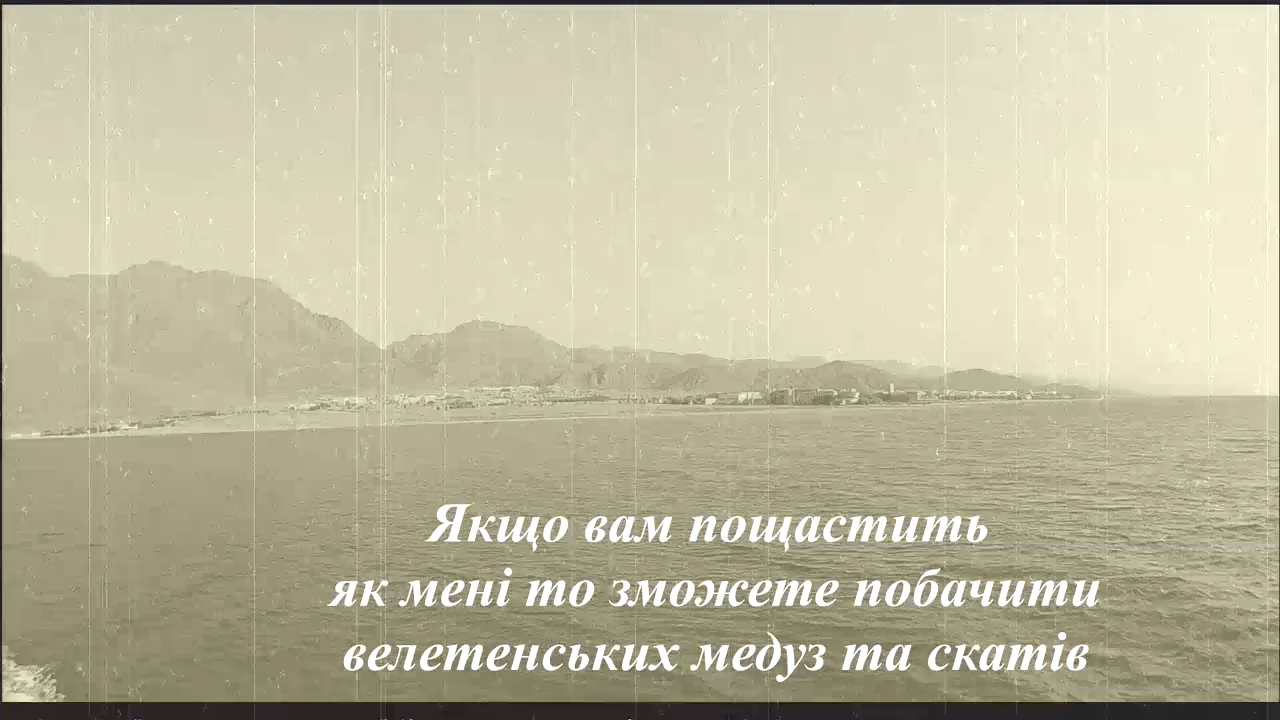 Якщо вам пощастить
як мені то зможете побачити
велетенських медуз та скатів